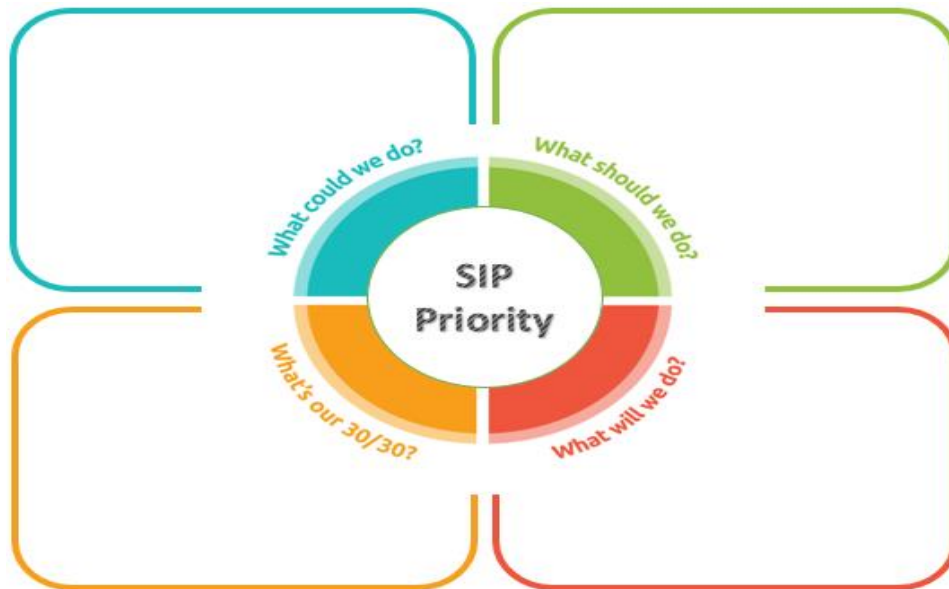 What could we do?
What should we do?
SIP
Priority
What's our 30/30?
What will we do?